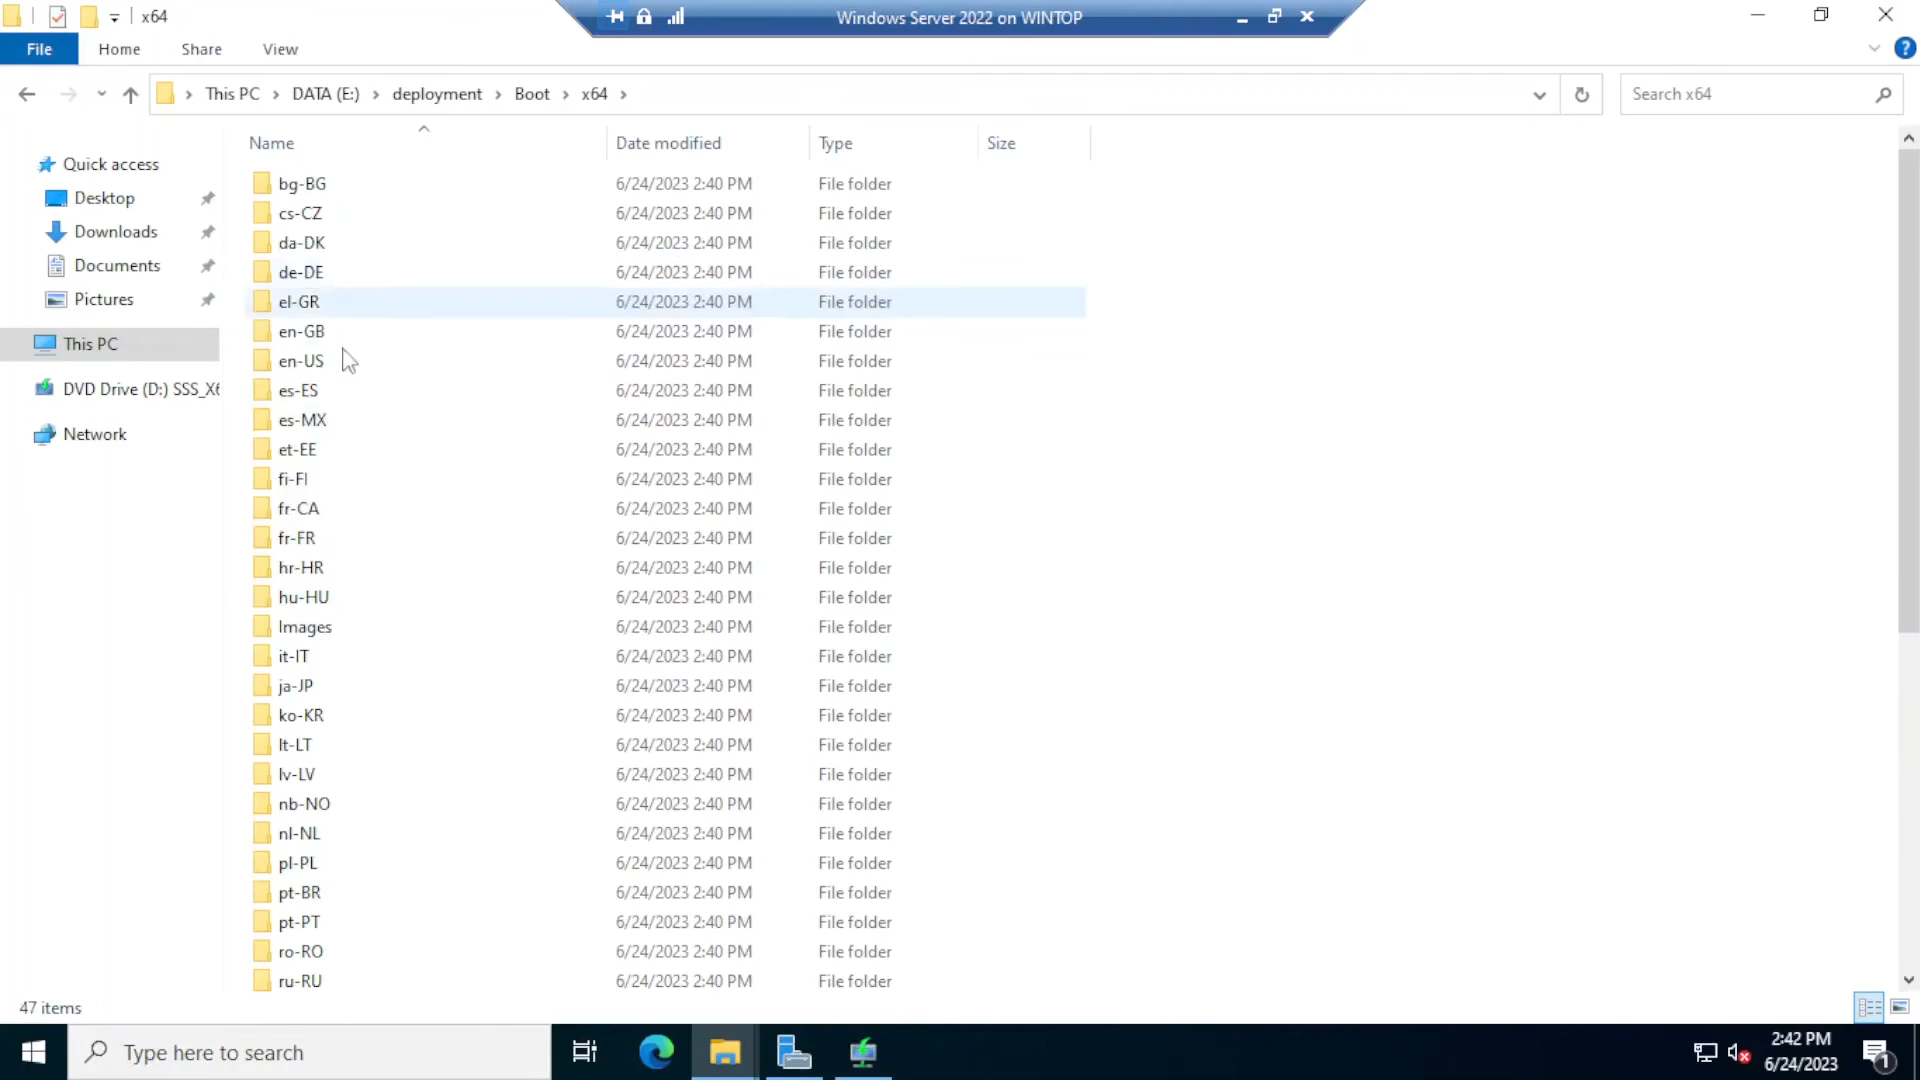 x64
Windows Server 2022 on WINTOP
File Home Share View
This PC DATA (E:) deployment Boot x64
Search x64
Name Date modified Type Size
Quick access
Desktop
Downloads
Documents
Pictures
This PC
DVD Drive (D:) SSS_X6
Network
bg-BG 6/24/2023 2:40 PM File folder
cs-CZ 6/24/2023 2:40 PM File folder
da-DK 6/24/2023 2:40 PM File folder
de-DE 6/24/2023 2:40 PM File folder
el-GR 6/24/2023 2:40 PM File folder
en-GB 6/24/2023 2:40 PM File folder
en-US 6/24/2023 2:40 PM File folder
es-ES 6/24/2023 2:40 PM File folder
es-MX 6/24/2023 2:40 PM File folder
et-EE 6/24/2023 2:40 PM File folder
fi-FI 6/24/2023 2:40 PM File folder
fr-CA 6/24/2023 2:40 PM File folder
fr-FR 6/24/2023 2:40 PM File folder
hr-HR 6/24/2023 2:40 PM File folder
hu-HU 6/24/2023 2:40 PM File folder
Images 6/24/2023 2:40 PM File folder
it-IT 6/24/2023 2:40 PM File folder
ja-JP 6/24/2023 2:40 PM File folder
ko-KR 6/24/2023 2:40 PM File folder
lt-LT 6/24/2023 2:40 PM File folder
lv-LV 6/24/2023 2:40 PM File folder
nb-NO 6/24/2023 2:40 PM File folder
nl-NL 6/24/2023 2:40 PM File folder
pl-PL 6/24/2023 2:40 PM File folder
pt-BR 6/24/2023 2:40 PM File folder
pt-PT 6/24/2023 2:40 PM File folder
ro-RO 6/24/2023 2:40 PM File folder
ru-RU 6/24/2023 2:40 PM File folder
47 items
Type here to search
2:42 PM
6/24/2023
1